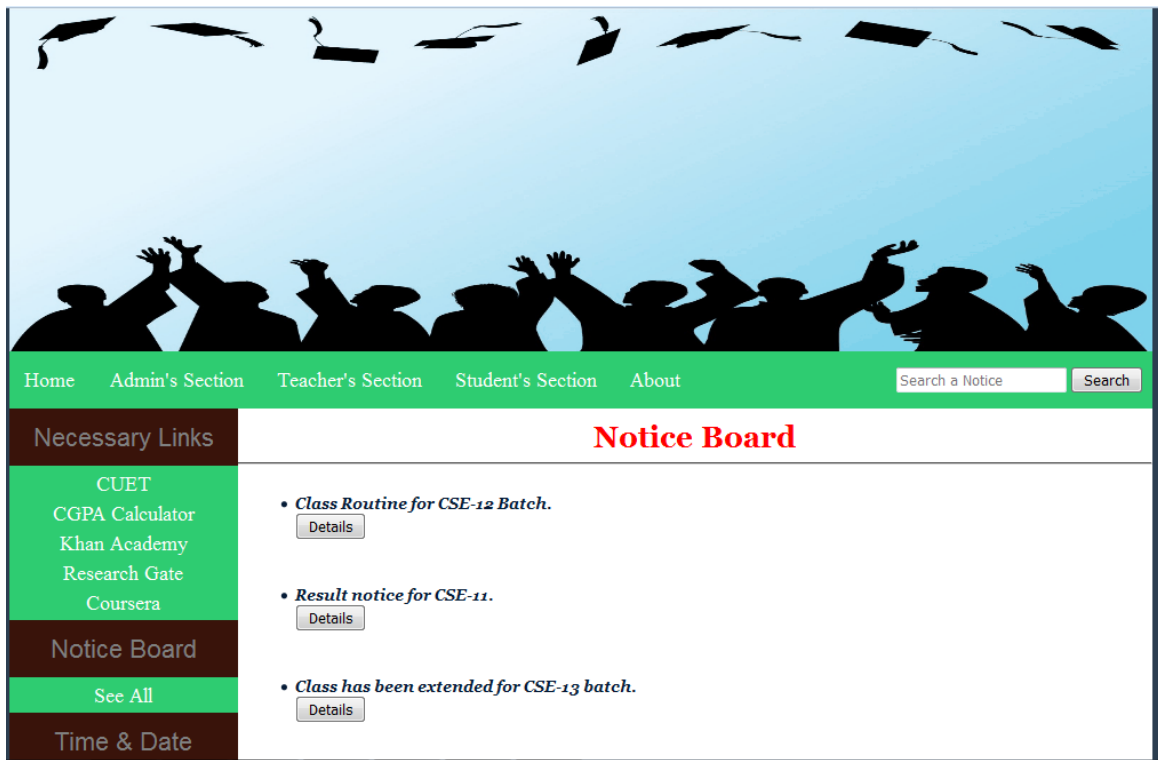 Home Admin's Section Teacher's Section Student's Section About Search a Notice Search
Necessary Links
CUET
CGPA Calculator
Khan Academy
Research Gate
Coursera
Notice Board
See All
Time & Date
Notice Board
• Class Routine for CSE-12 Batch.
Details
• Result notice for CSE-11.
Details
• Class has been extended for CSE-13 batch.
Details